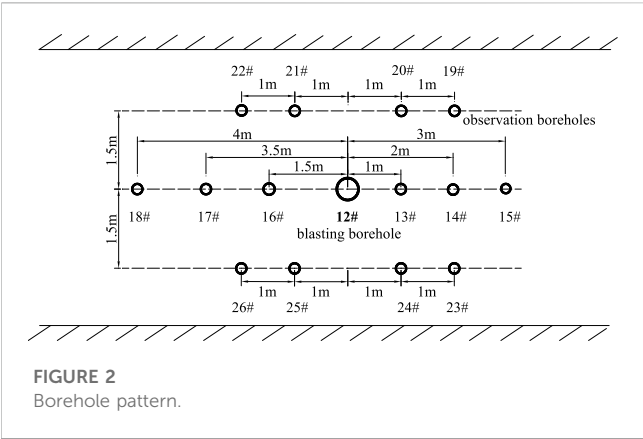 22# 21# 20# 19#
1m 1m 1m 1m
observation boreholes
4m 3m
1.5m 3.5m 2m
1.5m 1m
18# 17# 16# 12# 13# 14# 15#
blasting borehole
1.5m
1m 1m 1m 1m
26# 25# 24# 23#
FIGURE 2
Borehole pattern.